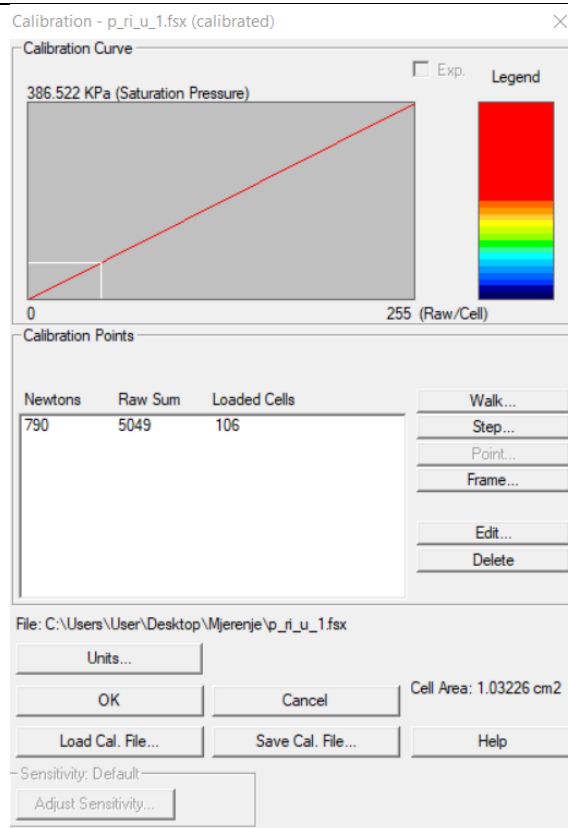 Calibration - p_ri_u_1.fsx (calibrated)
Calibration Curve
Exp.
Legend
386.522 KPa (Saturation Pressure)
0
255 (Raw/Cell)
Calibration Points
Newtons Raw Sum Loaded Cells
790 5049 106
Walk...
Step...
Point...
Frame...
Edit...
Delete
File: C:\Users\User\Desktop\Mjerenje\p_ri_u_1.fsx
Units...
OK
Cancel
Cell Area: 1.03226 cm2
Load Cal. File...
Save Cal. File...
Help
Sensitivity: Default
Adjust Sensitivity...